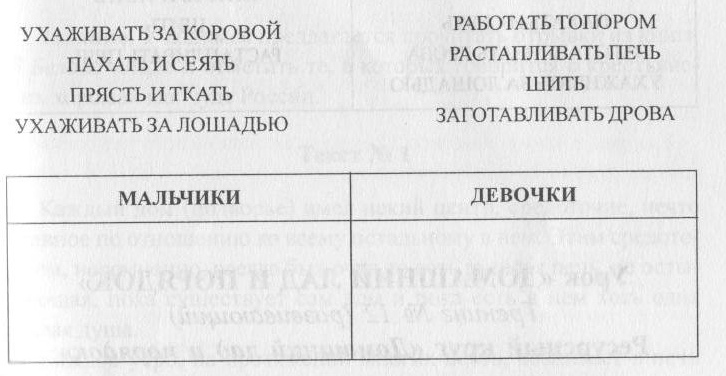 УХАЖИВАТЬ ЗА КОРОВОЙ
ПАХАТЬ И СЕЯТЬ
ПРЯСТЬ И ТКАТЬ
УХАЖИВАТЬ ЗА ЛОШАДЬЮ
РАБОТАТЬ ТОПОРОМ
РАСТАПЛИВАТЬ ПЕЧЬ
ШИТЬ
ЗАГОТАВЛИВАТЬ ДРОВА
МАЛЬЧИКИ
ДЕВОЧКИ